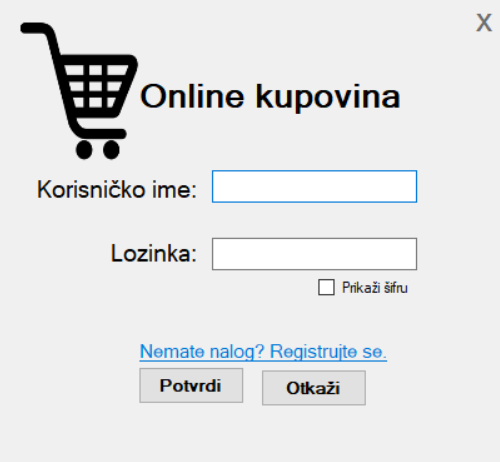 X
Online kupovina
Korisničko ime:
Lozinka:
Prikaži šifru
Nemate nalog? Registrujte se.
Potvrdi Otkaži